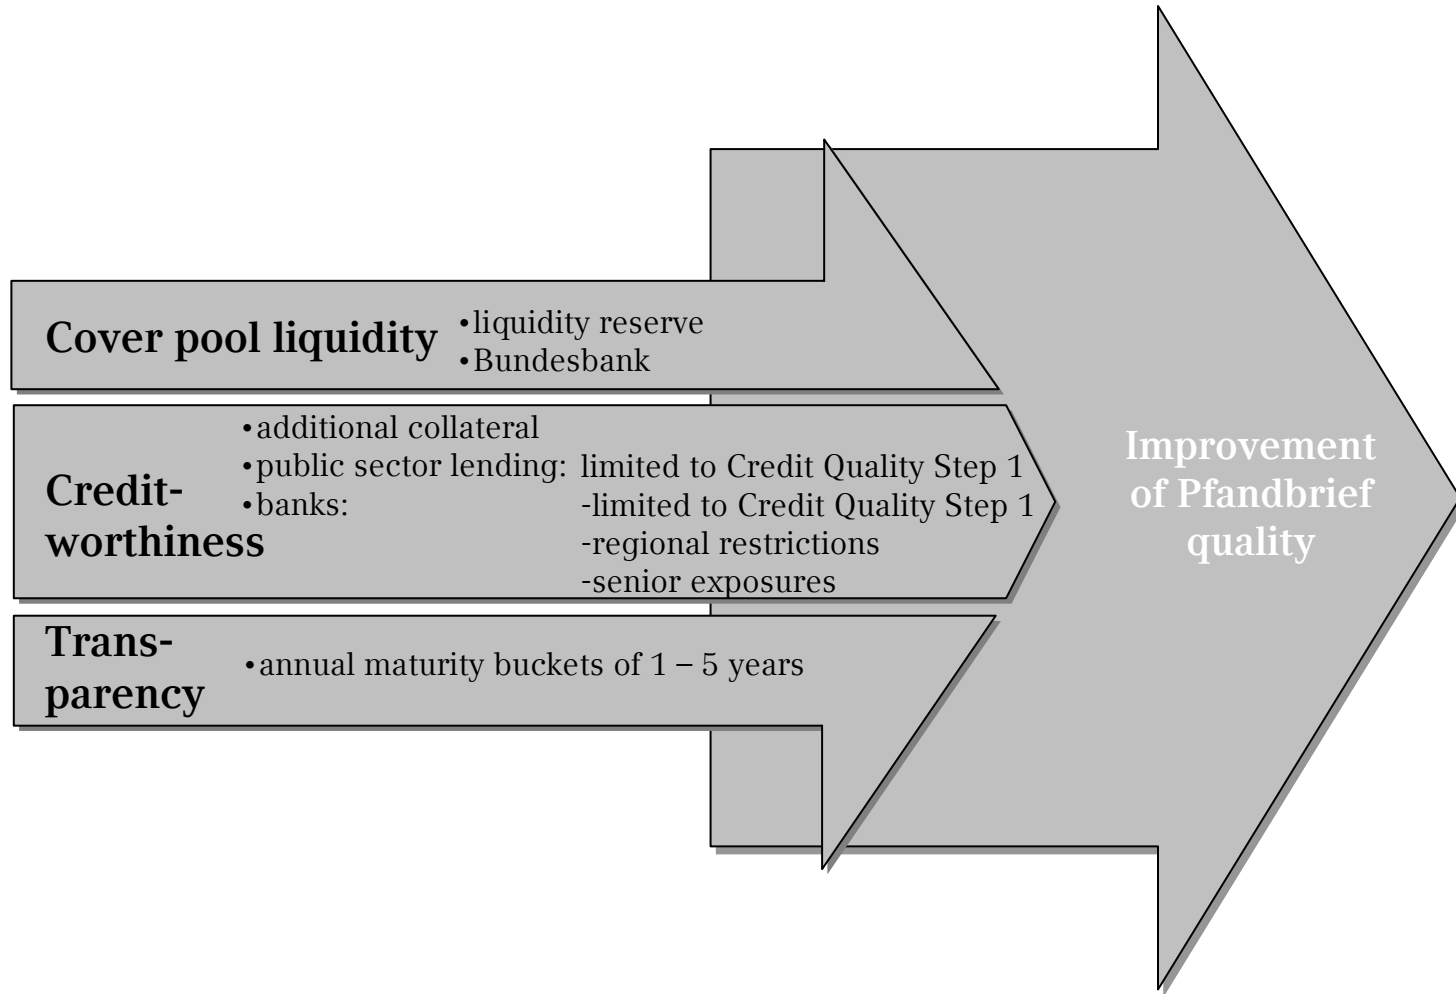 Cover pool liquidity
•liquidity reserve
•Bundesbank
Credit-
worthiness
•additional collateral
•public sector lending: limited to Credit Quality Step 1
•banks: -limited to Credit Quality Step 1
-regional restrictions
-senior exposures
Trans-
parency
•annual maturity buckets of 1 – 5 years
Improvement
of Pfandbrief
quality